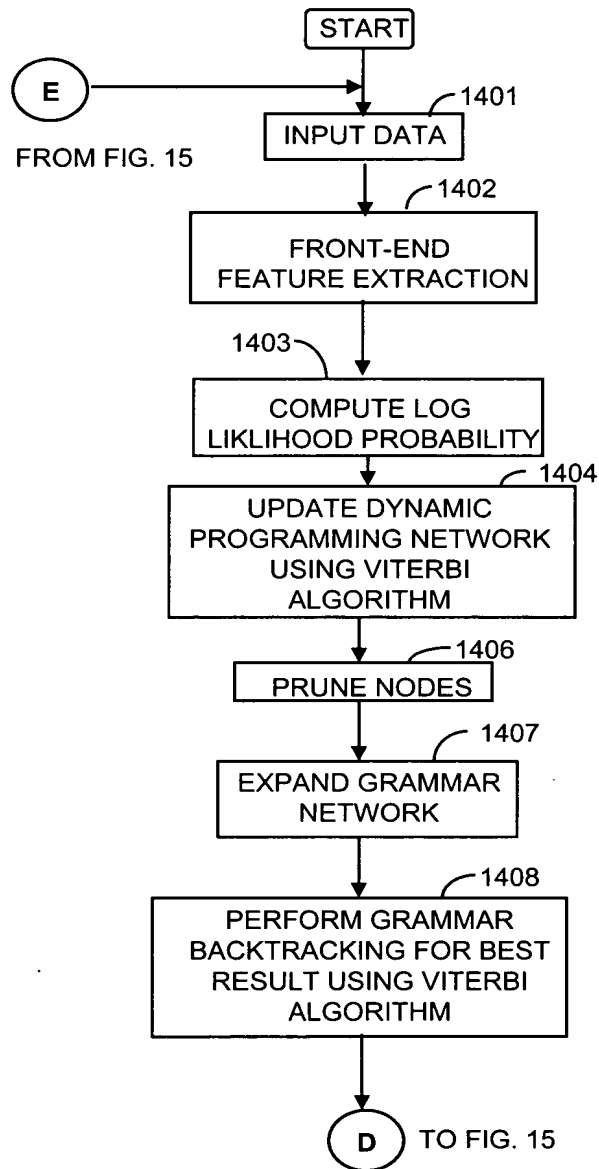 START
E
FROM FIG. 15
1401
INPUT DATA
1402
FRONT-END
FEATURE EXTRACTION
1403
COMPUTE LOG
LIKLIHOOD PROBABILITY
1404
UPDATE DYNAMIC
PROGRAMMING NETWORK
USING VITERBI
ALGORITHM
1406
PRUNE NODES
1407
EXPAND GRAMMAR
NETWORK
1408
PERFORM GRAMMAR
BACKTRACKING FOR BEST
RESULT USING VITERBI
ALGORITHM
D
TO FIG. 15